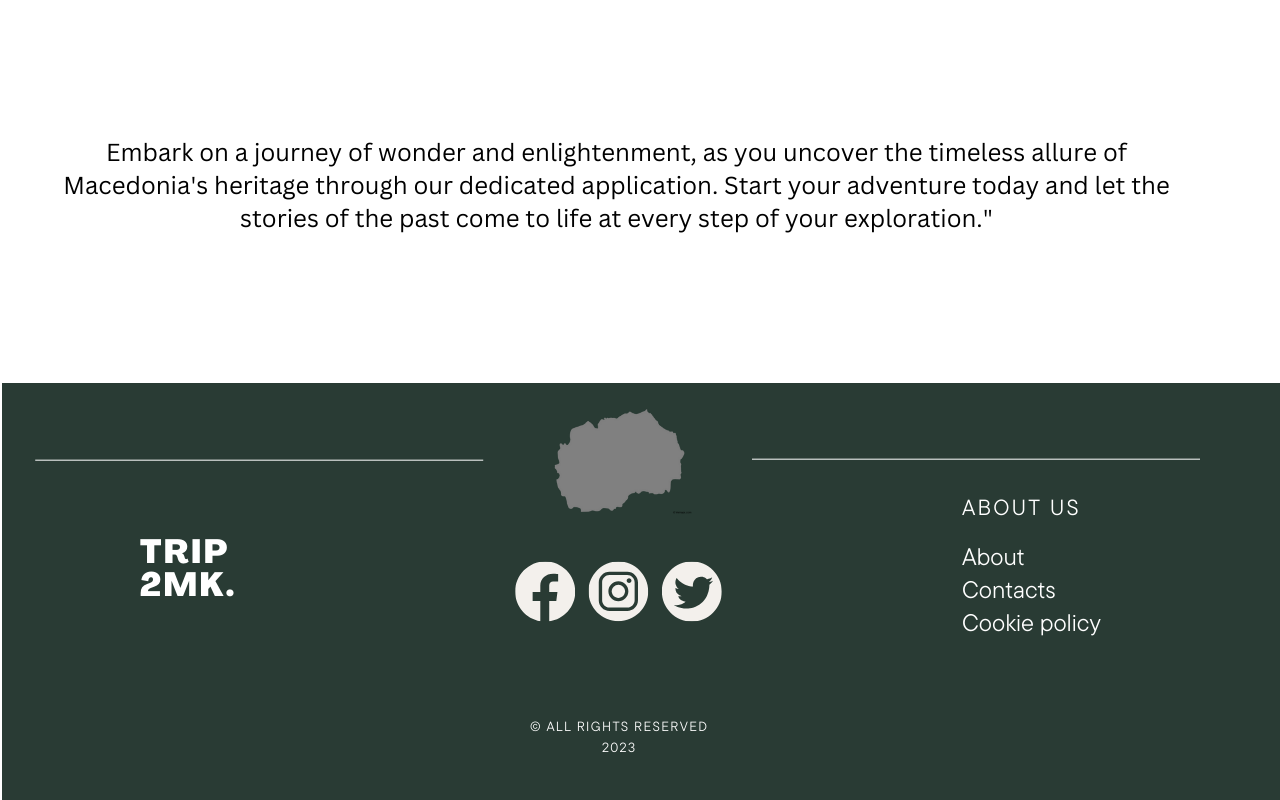 Embark on a journey of wonder and enlightenment, as you uncover the timeless allure of
Macedonia's heritage through our dedicated application. Start your adventure today and let the
stories of the past come to life at every step of your exploration."
TRIP
2MK.
ABOUT US
About
Contacts
Cookie policy
© ALL RIGHTS RESERVED
2023